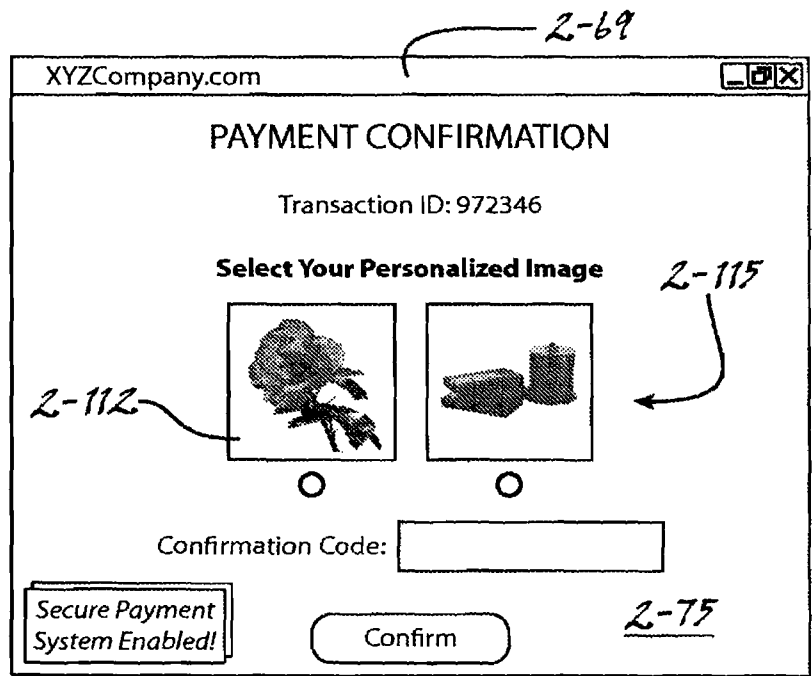 2-69
XYZCompany.com
PAYMENT CONFIRMATION
Transaction ID: 972346
Select Your Personalized Image
2-115
2-112
Confirmation Code:
Secure Payment
System Enabled!
Confirm
2-75